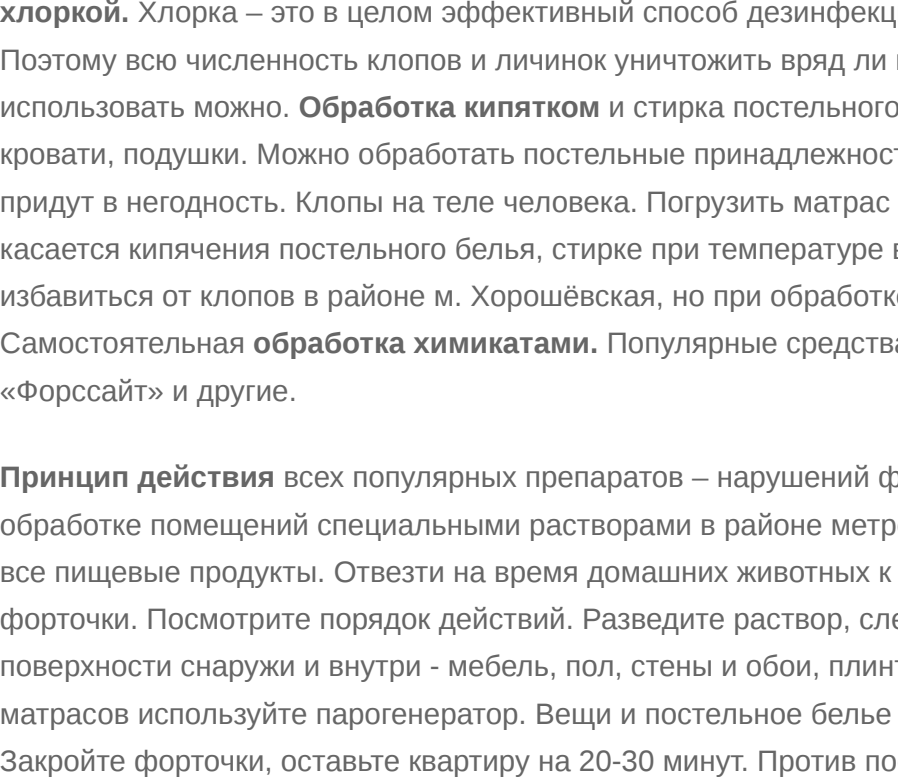 хлоркой. Хлорка – это в целом эффективный способ дезинфекц
Поэтому всю численность клопов и личинок уничтожить вряд ли
использовать можно. Обработка кипятком и стирка постельного
кровати, подушки. Можно обработать постельные принадлежност
придут в негодность. Клопы на теле человека. Погрузить матрас
касается кипячения постельного белья, стирке при температуре в
избавиться от клопов в районе м. Хорошёвская, но при обработк
Самостоятельная обработка химикатами. Популярные средства
«Форссайт» и другие.
Принцип действия всех популярных препаратов – нарушений ф
обработке помещений специальными растворами в районе метр
все пищевые продукты. Отвезти на время домашних животных к
форточки. Посмотрите порядок действий. Разведите раствор, сле
поверхности снаружи и внутри - мебель, пол, стены и обои, плин
матрасов используйте парогенератор. Вещи и постельное белье
Закройте форточки, оставьте квартиру на 20-30 минут. Против по